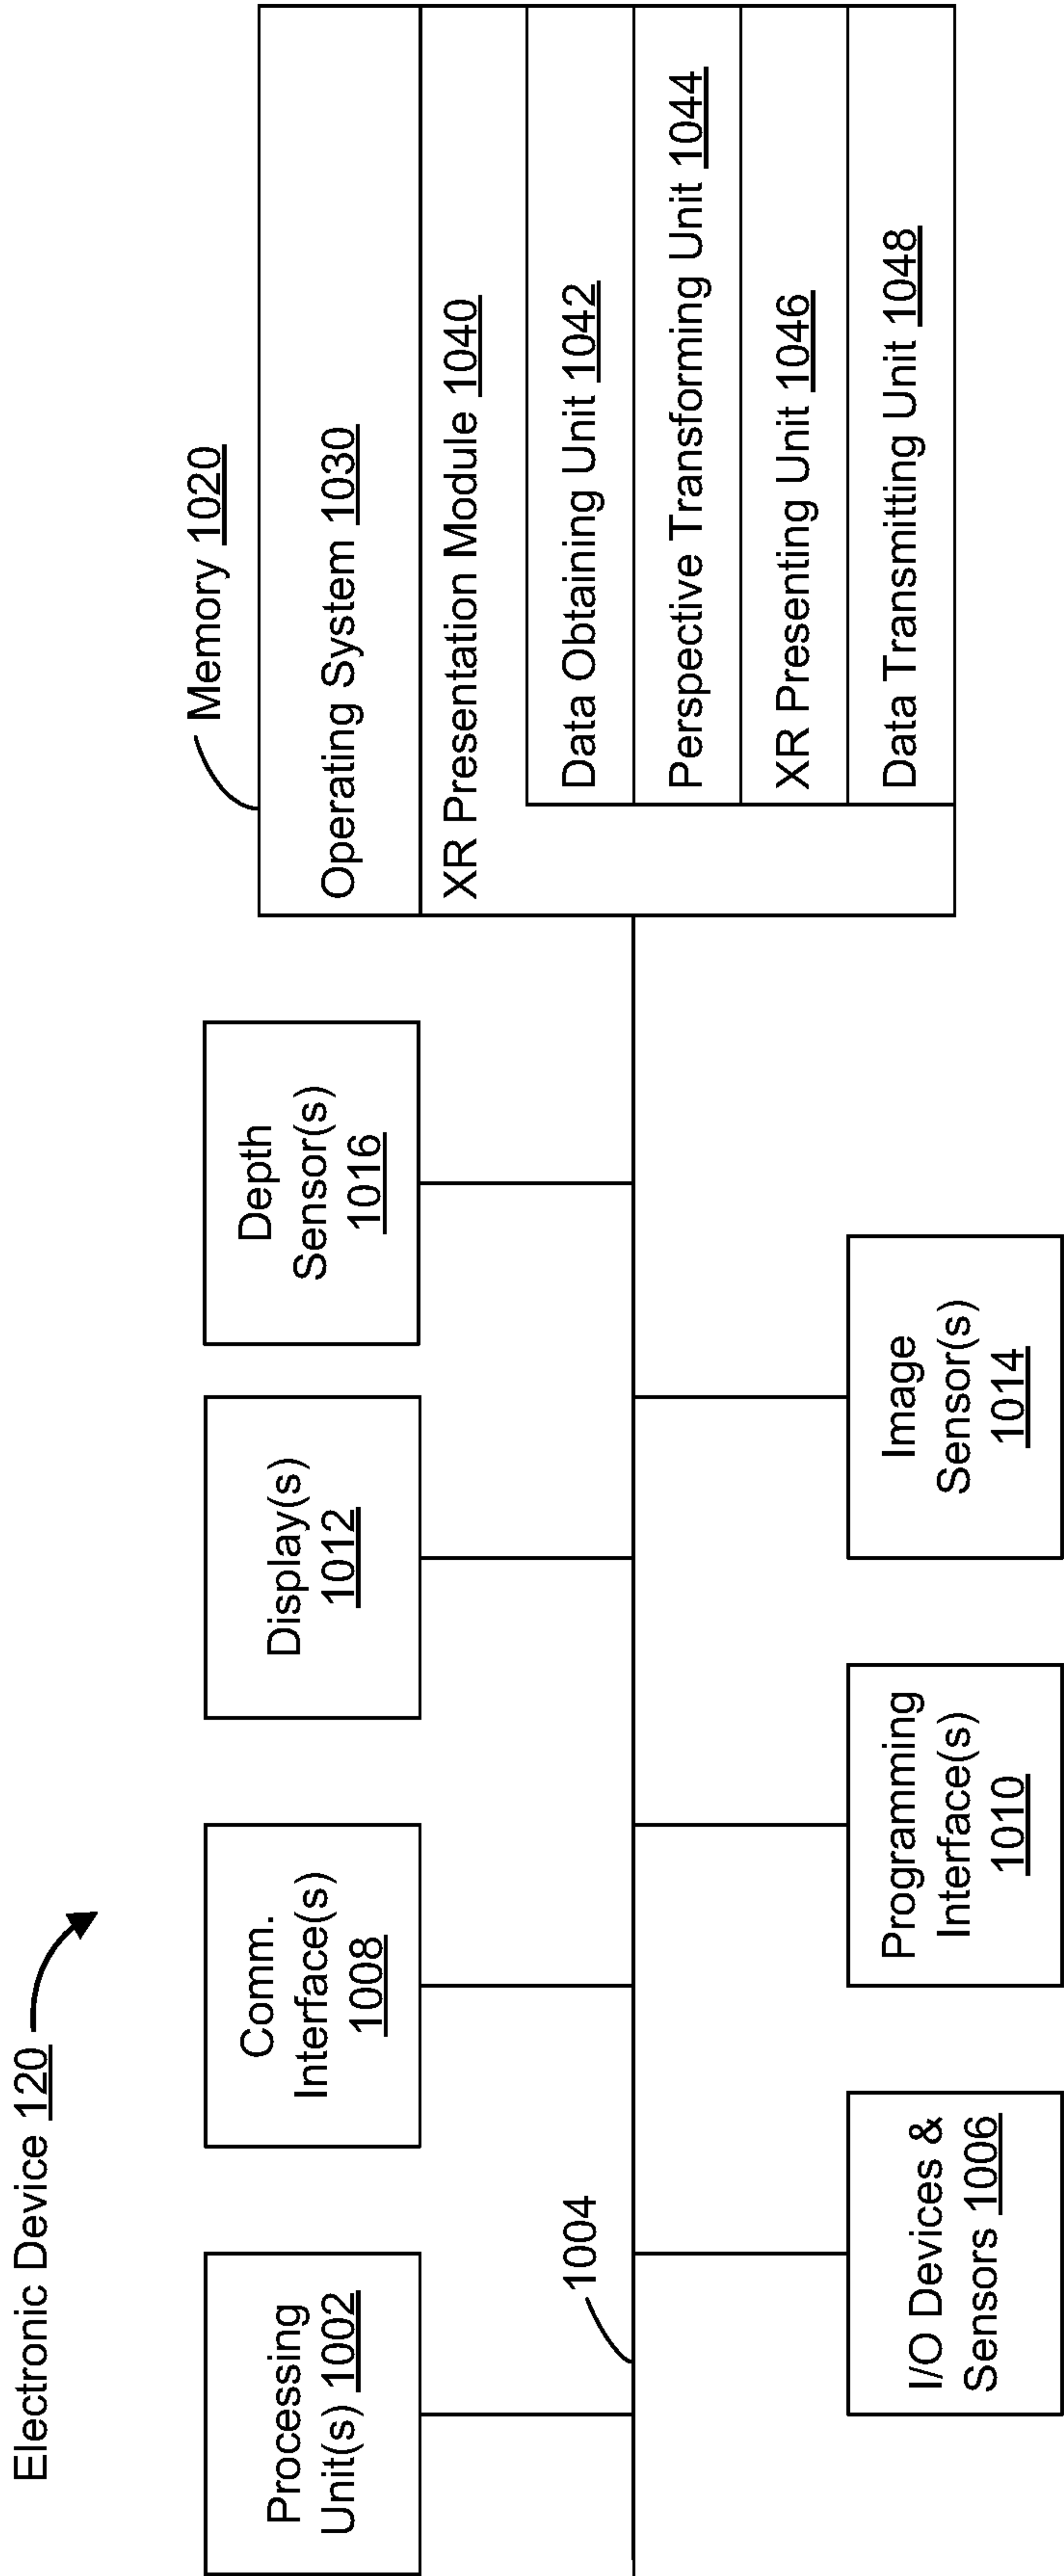 Electronic Device 120
Processing
Unit(s) 1002
Comm.
Interface(s)
1008
Display(s)
1012
Depth
Sensor(s)
1016
Memory 1020
Operating System 1030
XR Presentation Module 1040
Data Obtaining Unit 1042
Perspective Transforming Unit 1044
XR Presenting Unit 1046
Data Transmitting Unit 1048
1004
I/O Devices &
Sensors 1006
Programming
Interface(s)
1010
Image
Sensor(s)
1014